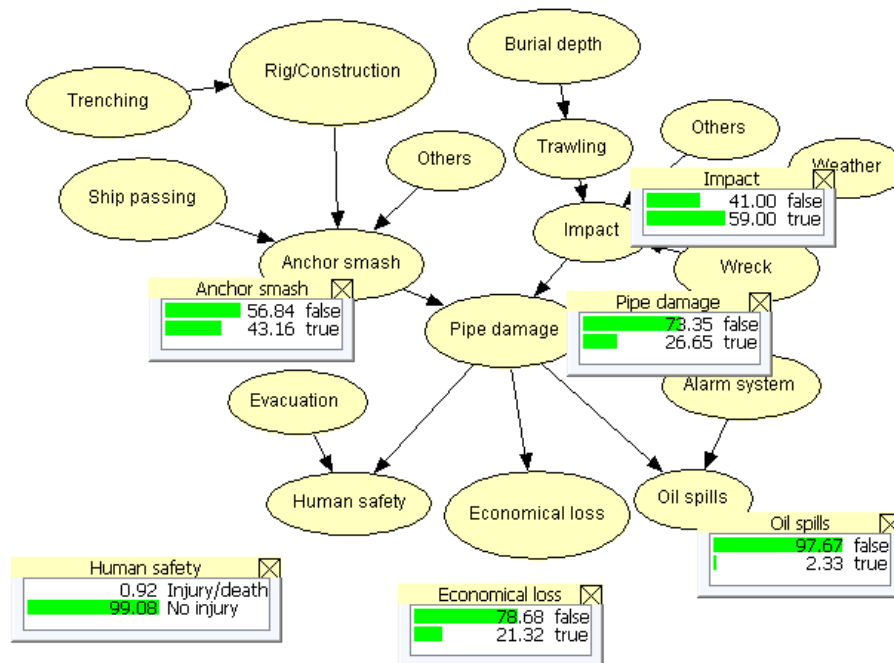 Burial depth
Rig/Construction
Trenching
Others
Trawling
Others
Weather
Impact
41.00 false
59.00 true
Ship passing
Impact
Anchor smash
Wreck
Anchor smash
56.84 false
43.16 true
Pipe damage
73.35 false
26.65 true
Pipe damage
Evacuation
Alarm system
Human safety
Economical loss
Oil spills
Oil spills
97.67 false
2.33 true
Human safety
0.92 Injury/death
99.08 No injury
Economical loss
78.68 false
21.32 true